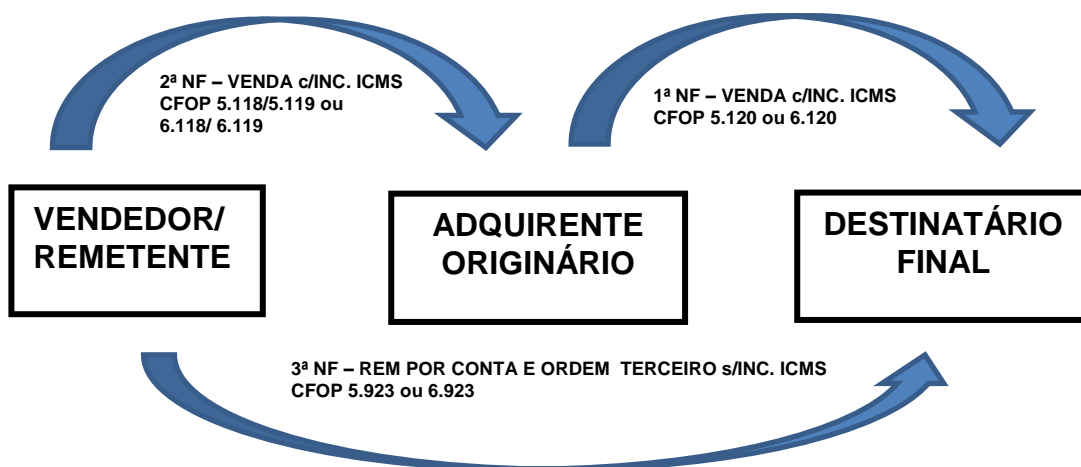 2ª NF – VENDA c/INC. ICMS
CFOP 5.118/5.119 ou
6.118/ 6.119
1ª NF – VENDA c/INC. ICMS
CFOP 5.120 ou 6.120
VENDEDOR/
REMETENTE
ADQUIRENTE
ORIGINÁRIO
DESTINATÁRIO
FINAL
3ª NF – REM POR CONTA E ORDEM TERCEIRO s/INC. ICMS
CFOP 5.923 ou 6.923